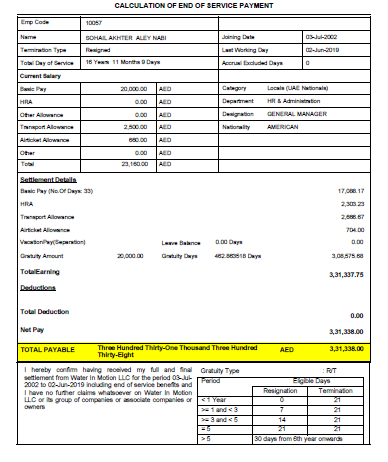 CALCULATION OF END OF SERVICE PAYMENT
Emp Code 10057
Name SOHAIL AKHTER ALEY NABI Joining Date 03-Jul-2002
Termination Type Resigned Last Working Day 02-Jun-2019
Total Day of Service 16 Years 11 Months 9 Days Accrual Excluded Days 0
Current Salary
Basic Pay 20,000.00 AED Category Locals (UAE Nationals)
HRA 0.00 AED Department HR & Administration
Other Allowance 0.00 AED Designation GENERAL MANAGER
Transport Allowance 2,500.00 AED Nationality AMERICAN
Airticket Allowance 660.00 AED
Other 0.00 AED
Total 23,160.00 AED
Settlement Details
Basic Pay (No.Of Days: 33) 17,088.17
HRA 2,303.23
Transport Allowance 2,666.67
Airticket Allowance 704.00
VacationPay(Separation) Leave Balance 0.00 Days 0.00
Gratuity Amount 20,000.00 Gratuity Days 462.863518 Days 3,08,575.68
TotalEarning 3,31,337.75
Deductions
Total Deduction 0.00
Net Pay 3,31,338.00
TOTAL PAYABLE Three Hundred Thirty-One Thousand Three Hundred Thirty-Eight AED 3,31,338.00
I hereby confirm having received my full and final
settlement from Water In Motion LLC for the period 03-Jul-
2002 to 02-Jun-2019 including end of service benefits and
I have no further claims whatsoever on Water In Motion
LLC or its group of companies or associate companies or
owners
Gratuity Type : R/T
Period Eligible Days
Resignation Termination
< 1 Year 0 21
>= 1 and < 3 7 21
>= 3 and < 5 14 21
= 5 21 21
> 5 30 days from 6th year onwards